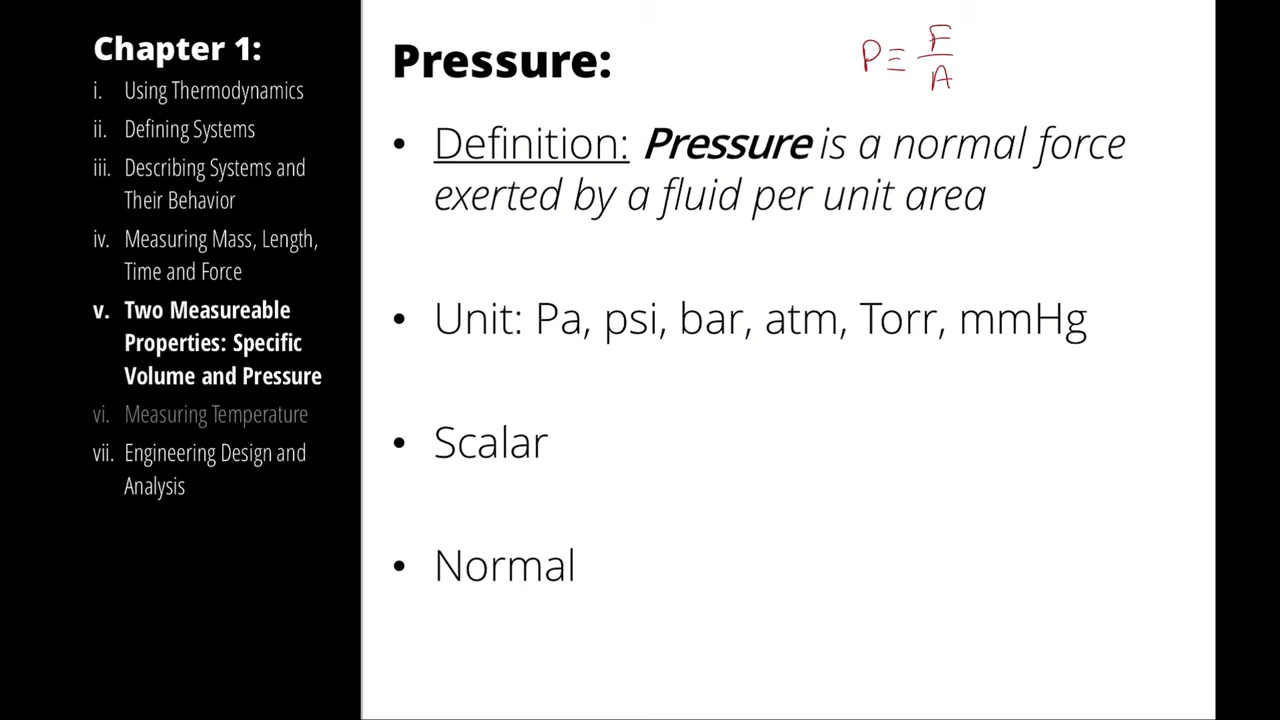 Chapter 1:
i. Using Thermodynamics
ii. Defining Systems
iii. Describing Systems and
Their Behavior
iv. Measuring Mass, Length,
Time and Force
v. Two Measureable
Properties: Specific
Volume and Pressure
vi. Measuring Temperature
vii. Engineering Design and
Analysis
Pressure:
P ≡ F/A
• Definition: Pressure is a normal force
exerted by a fluid per unit area
• Unit: Pa, psi, bar, atm, Torr, mmHg
• Scalar
• Normal